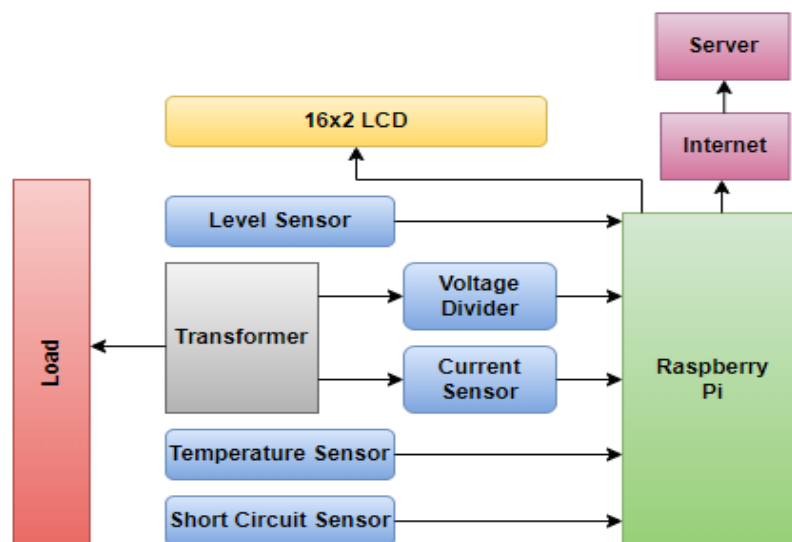 Server
16x2 LCD
Internet
Level Sensor
Voltage
Divider
Transformer
Load
Current
Sensor
Raspberry
Pi
Temperature Sensor
Short Circuit Sensor